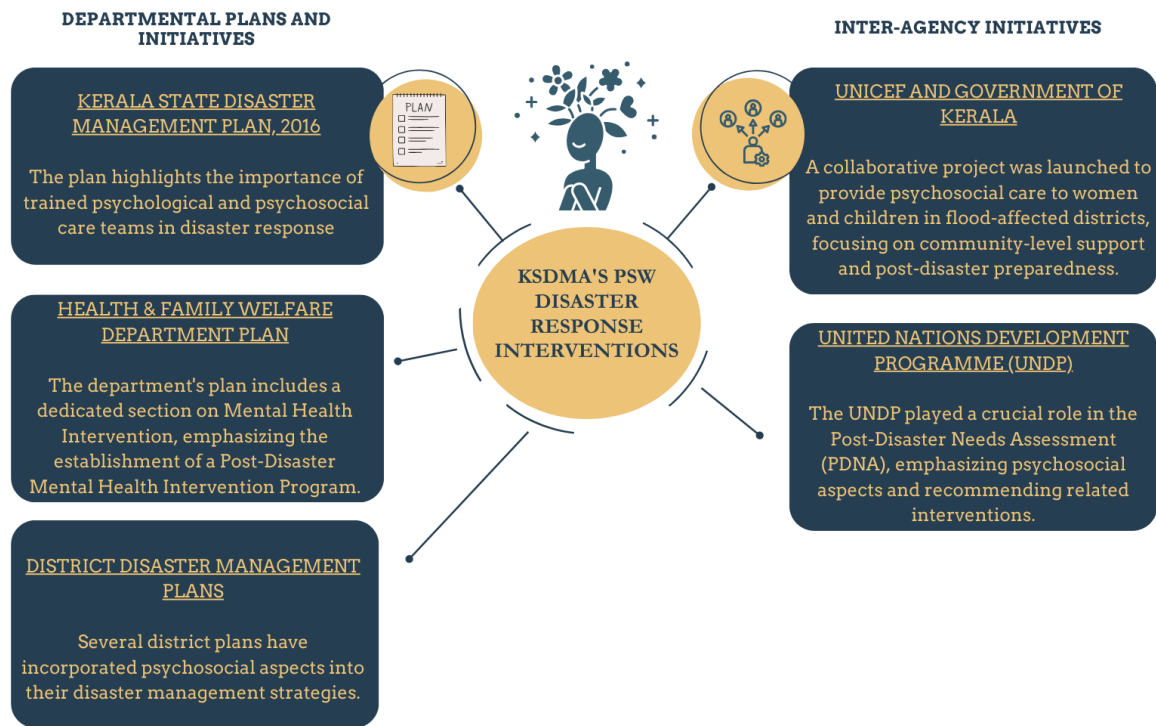 DEPARTMENTAL PLANS AND
INITIATIVES
KERALA STATE DISASTER
MANAGEMENT PLAN, 2016
The plan highlights the importance of
trained psychological and psychosocial
care teams in disaster response
HEALTH & FAMILY WELFARE
DEPARTMENT PLAN
The department's plan includes a
dedicated section on Mental Health
Intervention, emphasizing the
establishment of a Post-Disaster
Mental Health Intervention Program.
DISTRICT DISASTER MANAGEMENT
PLANS
Several district plans have
incorporated psychosocial aspects into
their disaster management strategies.
PLAN
KSDMA'S PSW
DISASTER
RESPONSE
INTERVENTIONS
INTER-AGENCY INITIATIVES
UNICEF AND GOVERNMENT OF
KERALA
A collaborative project was launched to
provide psychosocial care to women
and children in flood-affected districts,
focusing on community-level support
and post-disaster preparedness.
UNITED NATIONS DEVELOPMENT
PROGRAMME (UNDP)
The UNDP played a crucial role in the
Post-Disaster Needs Assessment
(PDNA), emphasizing psychosocial
aspects and recommending related
interventions.